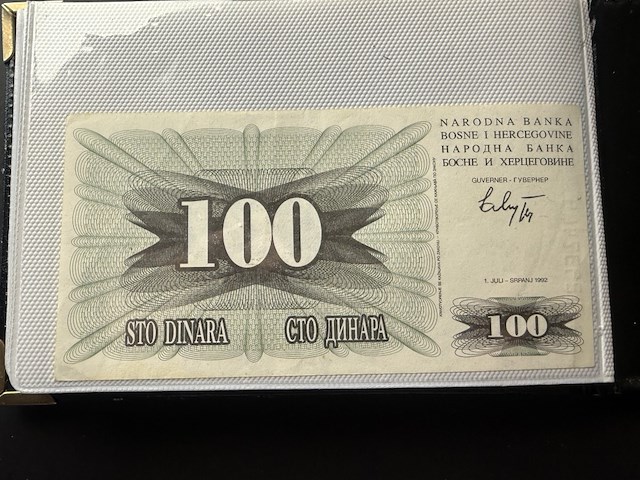 NARODNA BANKA
BOSNE I HERCEGOVINE
НАРОДНА БАНКА
БОСНЕ И ХЕРЦЕГОВИНЕ
GUVERNER - ГУВЕРНЕР
1. JULI - SRPANJ 1992
100
STO DINARA
СТО ДИНАРА
100